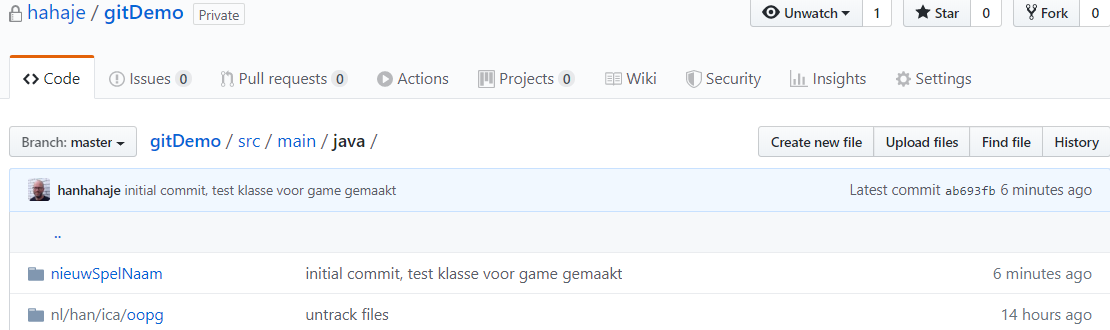 hahaje / gitDemo Private Unwatch 1 Star 0 Fork 0
Code Issues 0 Pull requests 0 Actions Projects 0 Wiki Security Insights Settings
Branch: master gitDemo / src / main / java / Create new file Upload files Find file History
hanhahaje initial commit, test klasse voor game gemaakt Latest commit ab693fb 6 minutes ago
..
nieuwSpelNaam initial commit, test klasse voor game gemaakt 6 minutes ago
nl/han/ica/oopg untrack files 14 hours ago